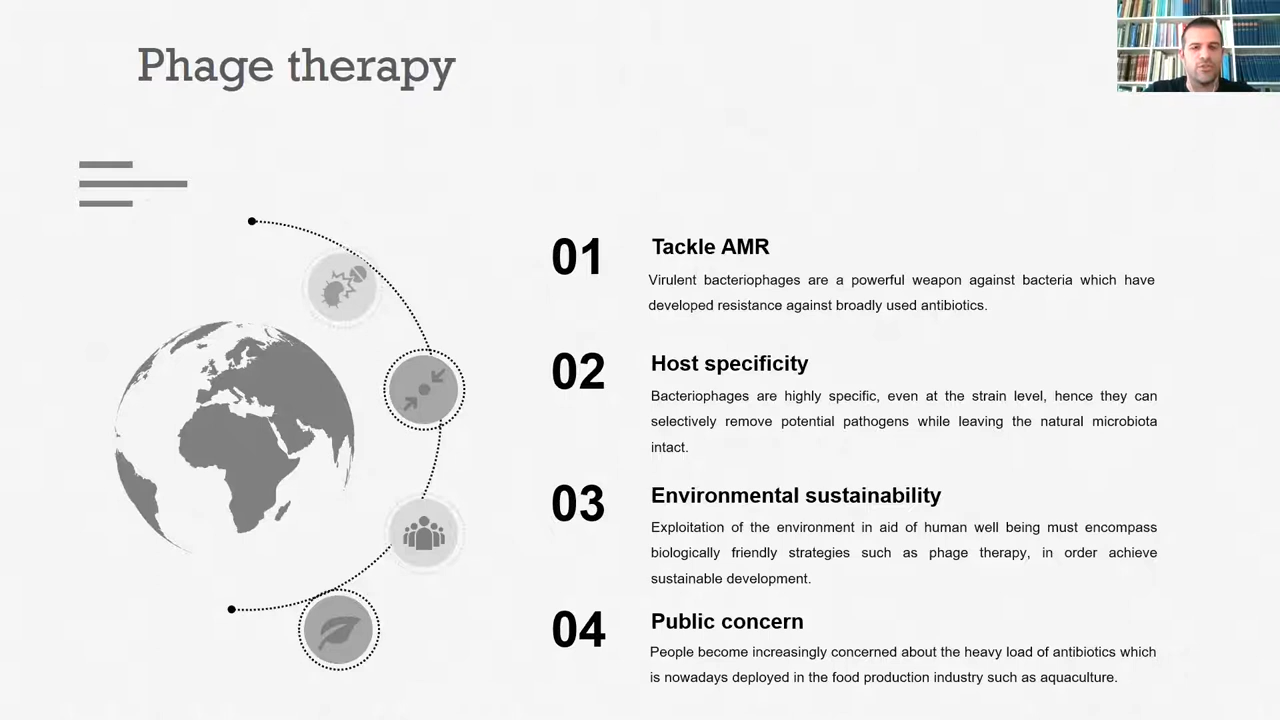 Phage therapy
01
Tackle AMR
Virulent bacteriophages are a powerful weapon against bacteria which have
developed resistance against broadly used antibiotics.
02
Host specificity
Bacteriophages are highly specific, even at the strain level, hence they can
selectively remove potential pathogens while leaving the natural microbiota
intact.
03
Environmental sustainability
Exploitation of the environment in aid of human well being must encompass
biologically friendly strategies such as phage therapy, in order achieve
sustainable development.
04
Public concern
People become increasingly concerned about the heavy load of antibiotics which
is nowadays deployed in the food production industry such as aquaculture.